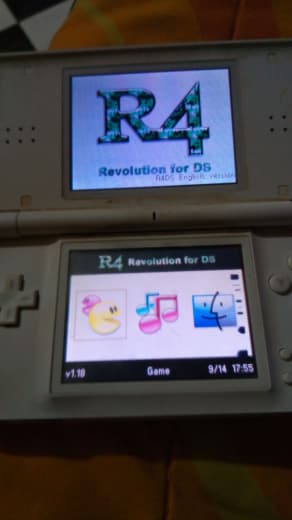 R4
Revolution for DS
R4DS English version
R4 Revolution for DS
v1.18 Game 9/14 17:55